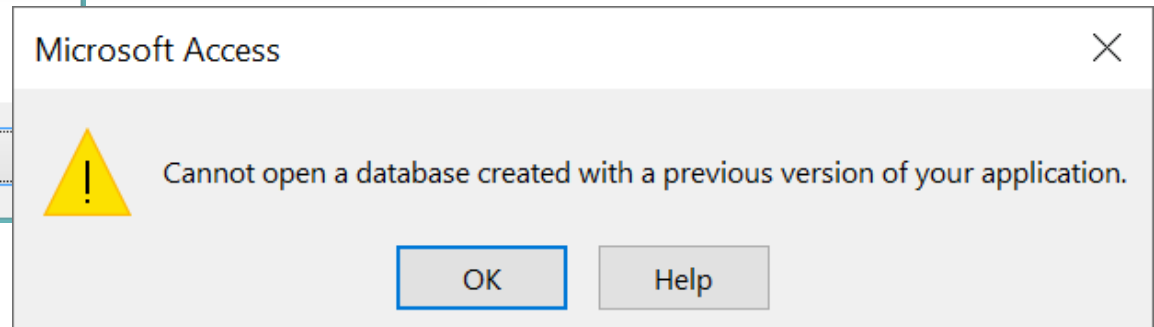 Microsoft Access
Cannot open a database created with a previous version of your application.
OK
Help